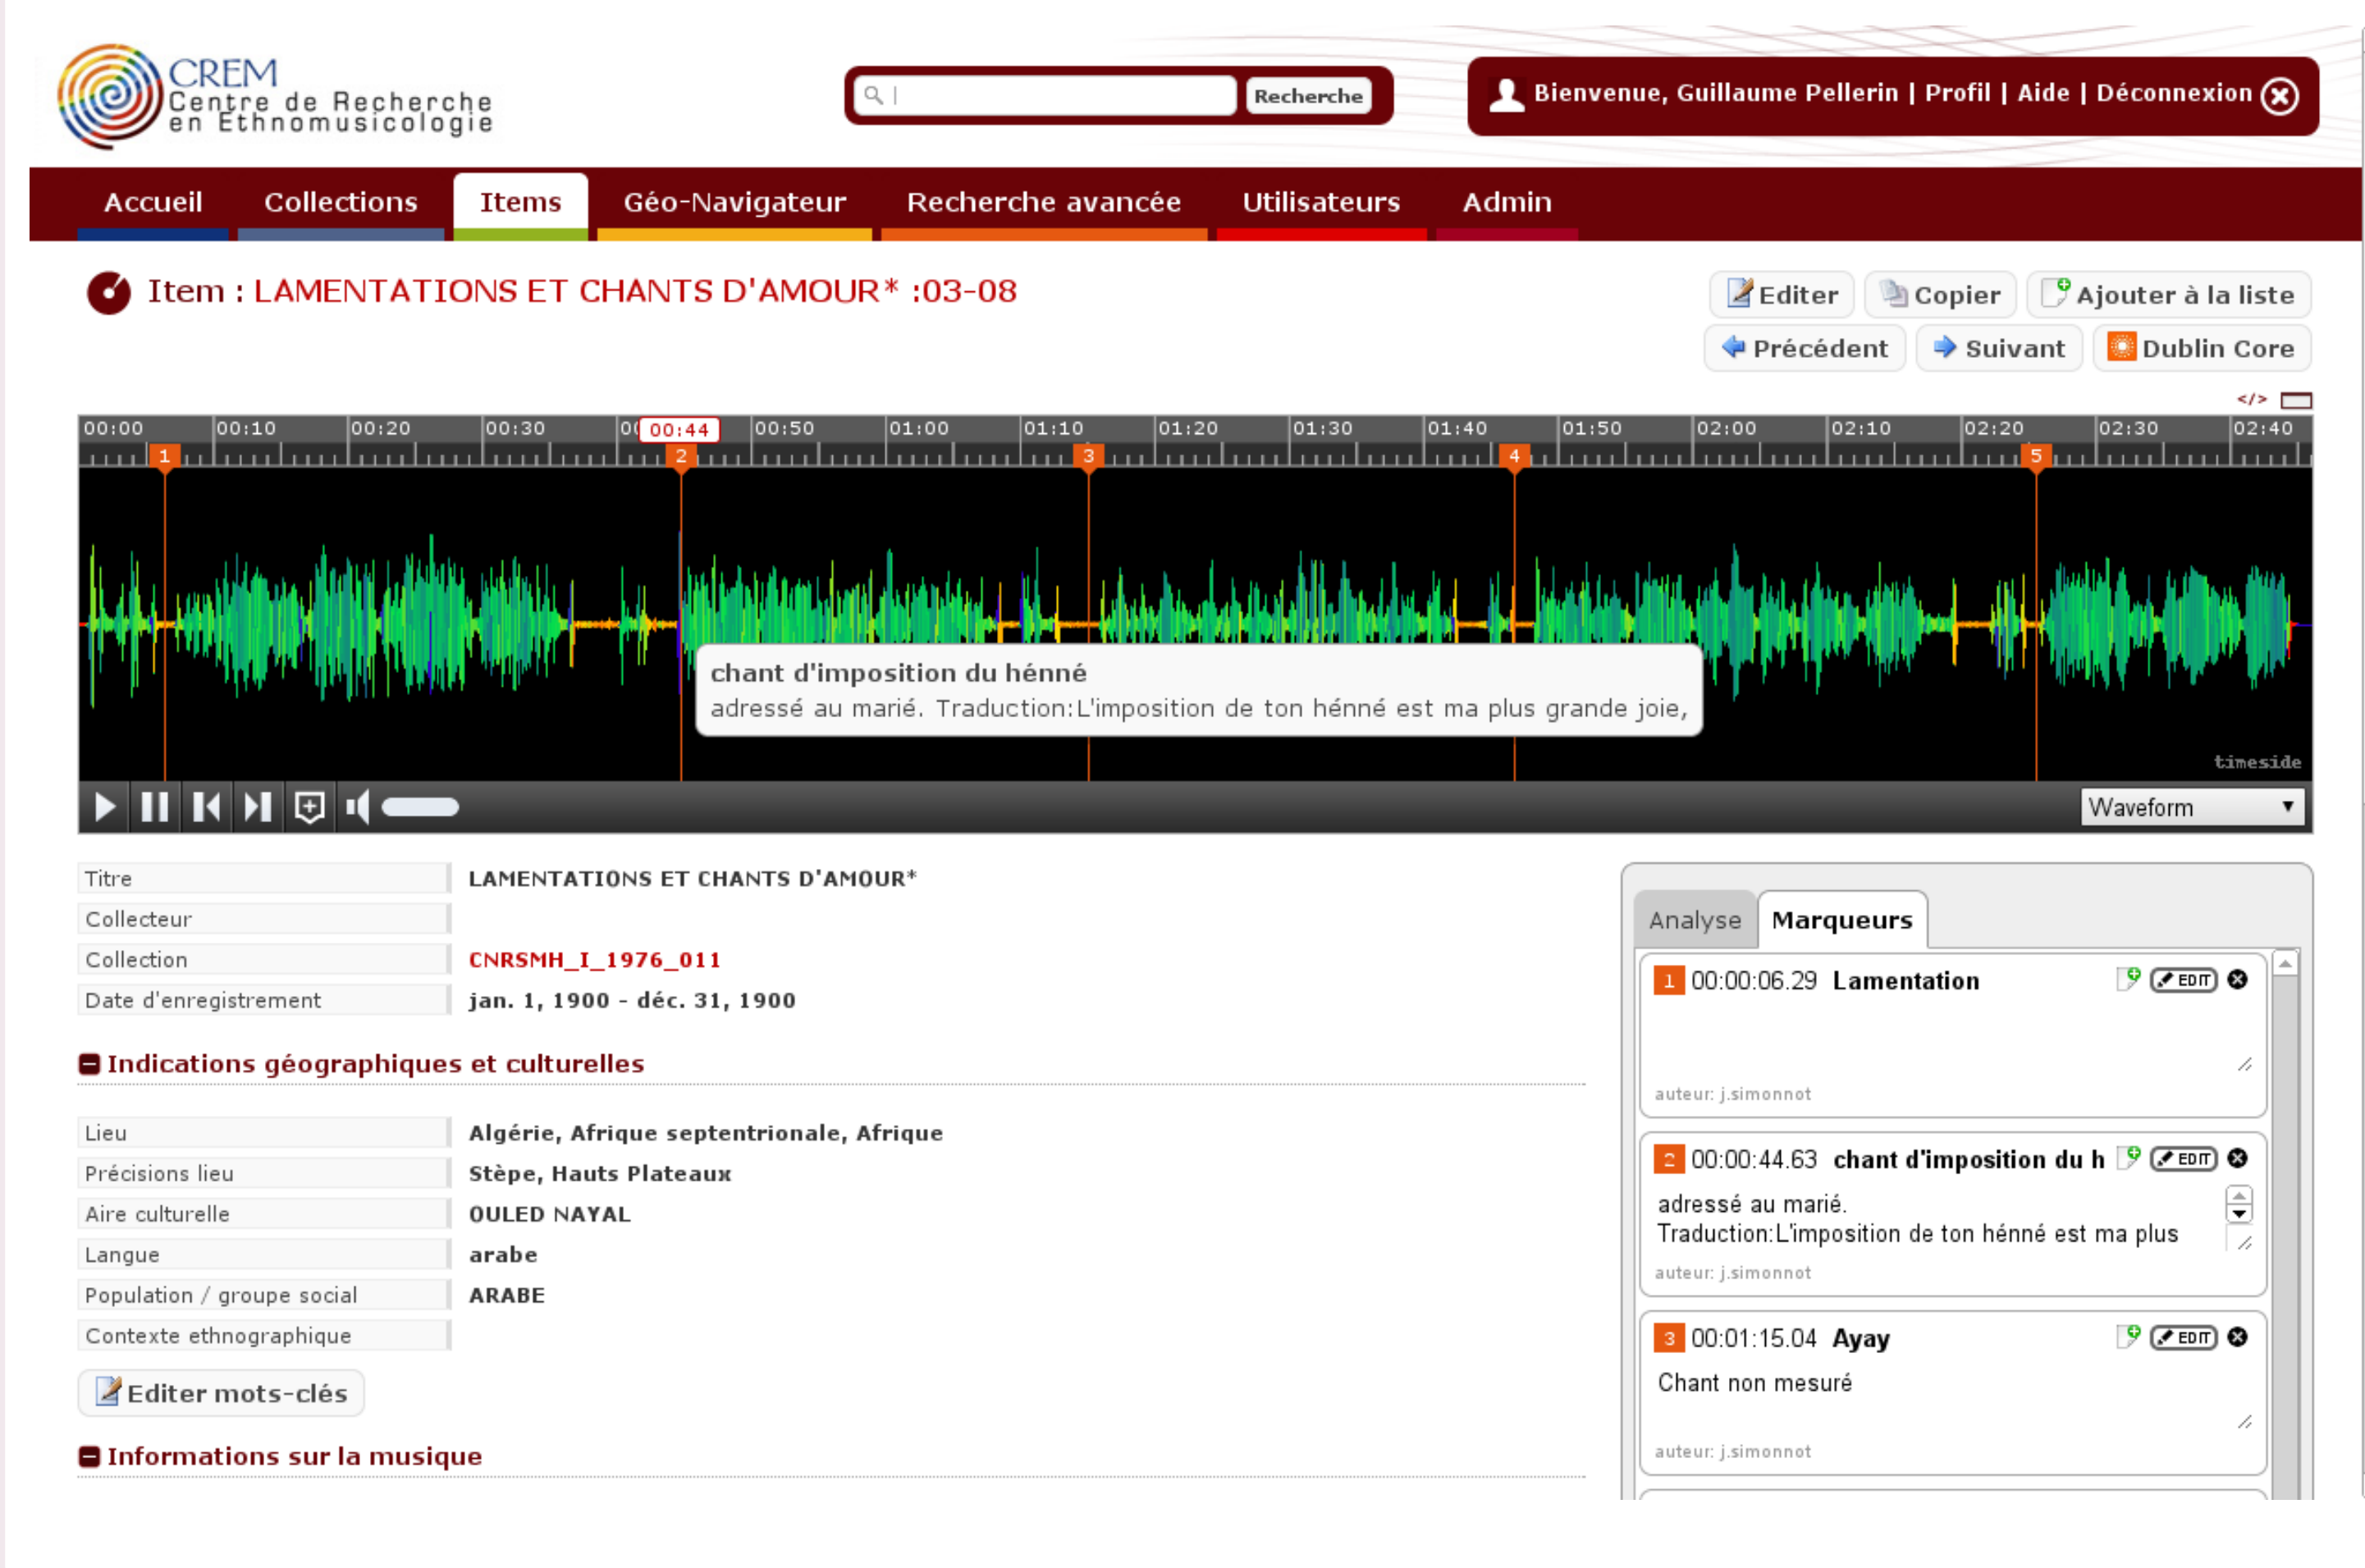 CREM
Centre de Recherche
en Ethnomusicologie
Recherche
Bienvenue, Guillaume Pellerin | Profil | Aide | Déconnexion
Accueil Collections Items Géo-Navigateur Recherche avancée Utilisateurs Admin
Item : LAMENTATIONS ET CHANTS D'AMOUR* :03-08
Editer Copier Ajouter à la liste
Précédent Suivant Dublin Core
</>
00:00 00:10 00:20 00:30 00:44 00:50 01:00 01:10 01:20 01:30 01:40 01:50 02:00 02:10 02:20 02:30 02:40
1 2 3 4 5
chant d'imposition du hénné
adressé au marié. Traduction:L'imposition de ton hénné est ma plus grande joie,
timeside
Waveform
Titre LAMENTATIONS ET CHANTS D'AMOUR*
Collecteur
Collection CNRSMH_I_1976_011
Date d'enregistrement jan. 1, 1900 - déc. 31, 1900
Indications géographiques et culturelles
Lieu Algérie, Afrique septentrionale, Afrique
Précisions lieu Stèpe, Hauts Plateaux
Aire culturelle OULED NAYAL
Langue arabe
Population / groupe social ARABE
Contexte ethnographique
Editer mots-clés
Informations sur la musique
Analyse Marqueurs
1 00:00:06.29 Lamentation EDIT
auteur: j.simonnot
2 00:00:44.63 chant d'imposition du h EDIT
adressé au marié.
Traduction:L'imposition de ton hénné est ma plus
auteur: j.simonnot
3 00:01:15.04 Ayay EDIT
Chant non mesuré
auteur: j.simonnot